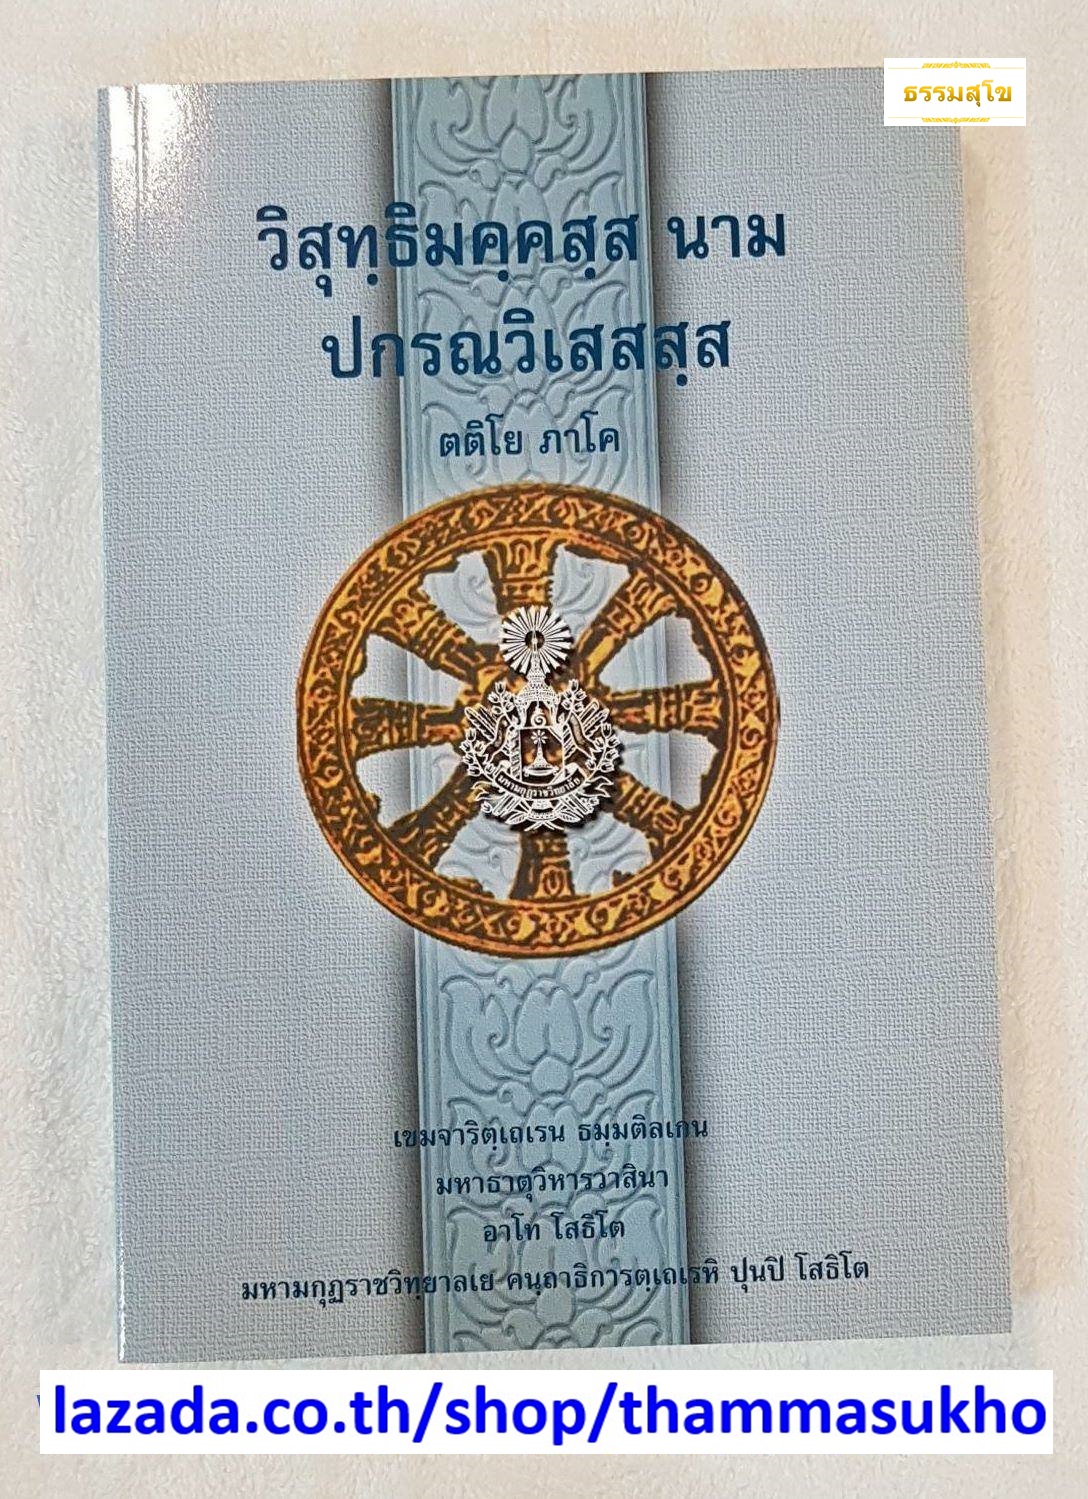 ธรรมสุโข
วิสุทฺธิมคฺคสฺส นาม
ปกรณวิเสสสฺส
ตติโย ภาโค
มหามกุฏราชวิทยาลัย
เขมจาริตฺเถเรน ธมฺมติลเกน
มหาธาตุวิหารวาสินา
อาโท โสธิโต
มหามกุฏราชวิทฺยาลเย คนฺถาธิการตฺเถเรหิ ปุนปิ โสธิโต
lazada.co.th/shop/thammasukho